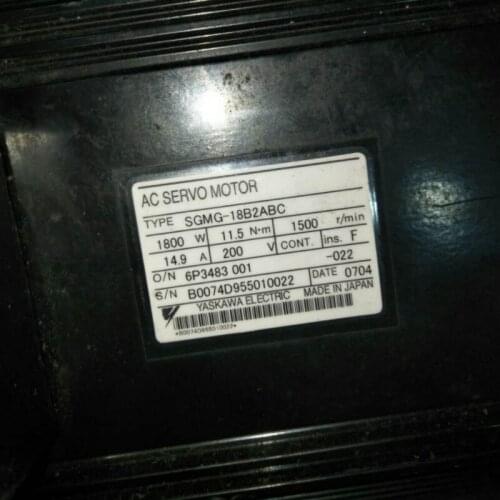 AC SERVO MOTOR
TYPE SGMG-18B2ABC
1800 W 11.5 N·m 1500 r/min
14.9 A 200 V CONT. ins. F
O/N 6P3483 001 -022
S/N B0074D955010022 DATE 0704
YASKAWA ELECTRIC MADE IN JAPAN
*B0074D955010022*